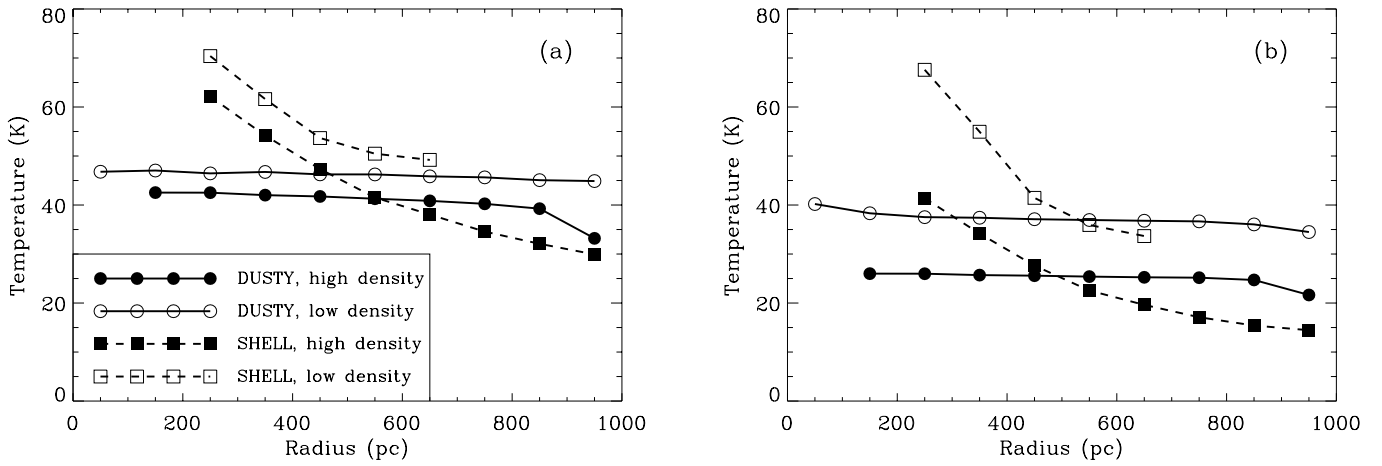 80
60
40
20
0
Temperature (K)
(a)
DUSTY, high density
DUSTY, low density
SHELL, high density
SHELL, low density
0 200 400 600 800 1000
Radius (pc)
80
60
40
20
0
Temperature (K)
(b)
0 200 400 600 800 1000
Radius (pc)